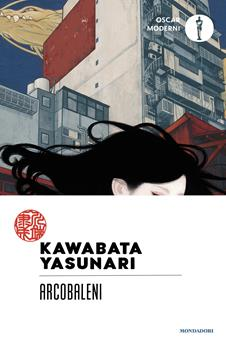 OSCAR
MODERNI
KAWABATA
YASUNARI
ARCOBALENI
MONDADORI